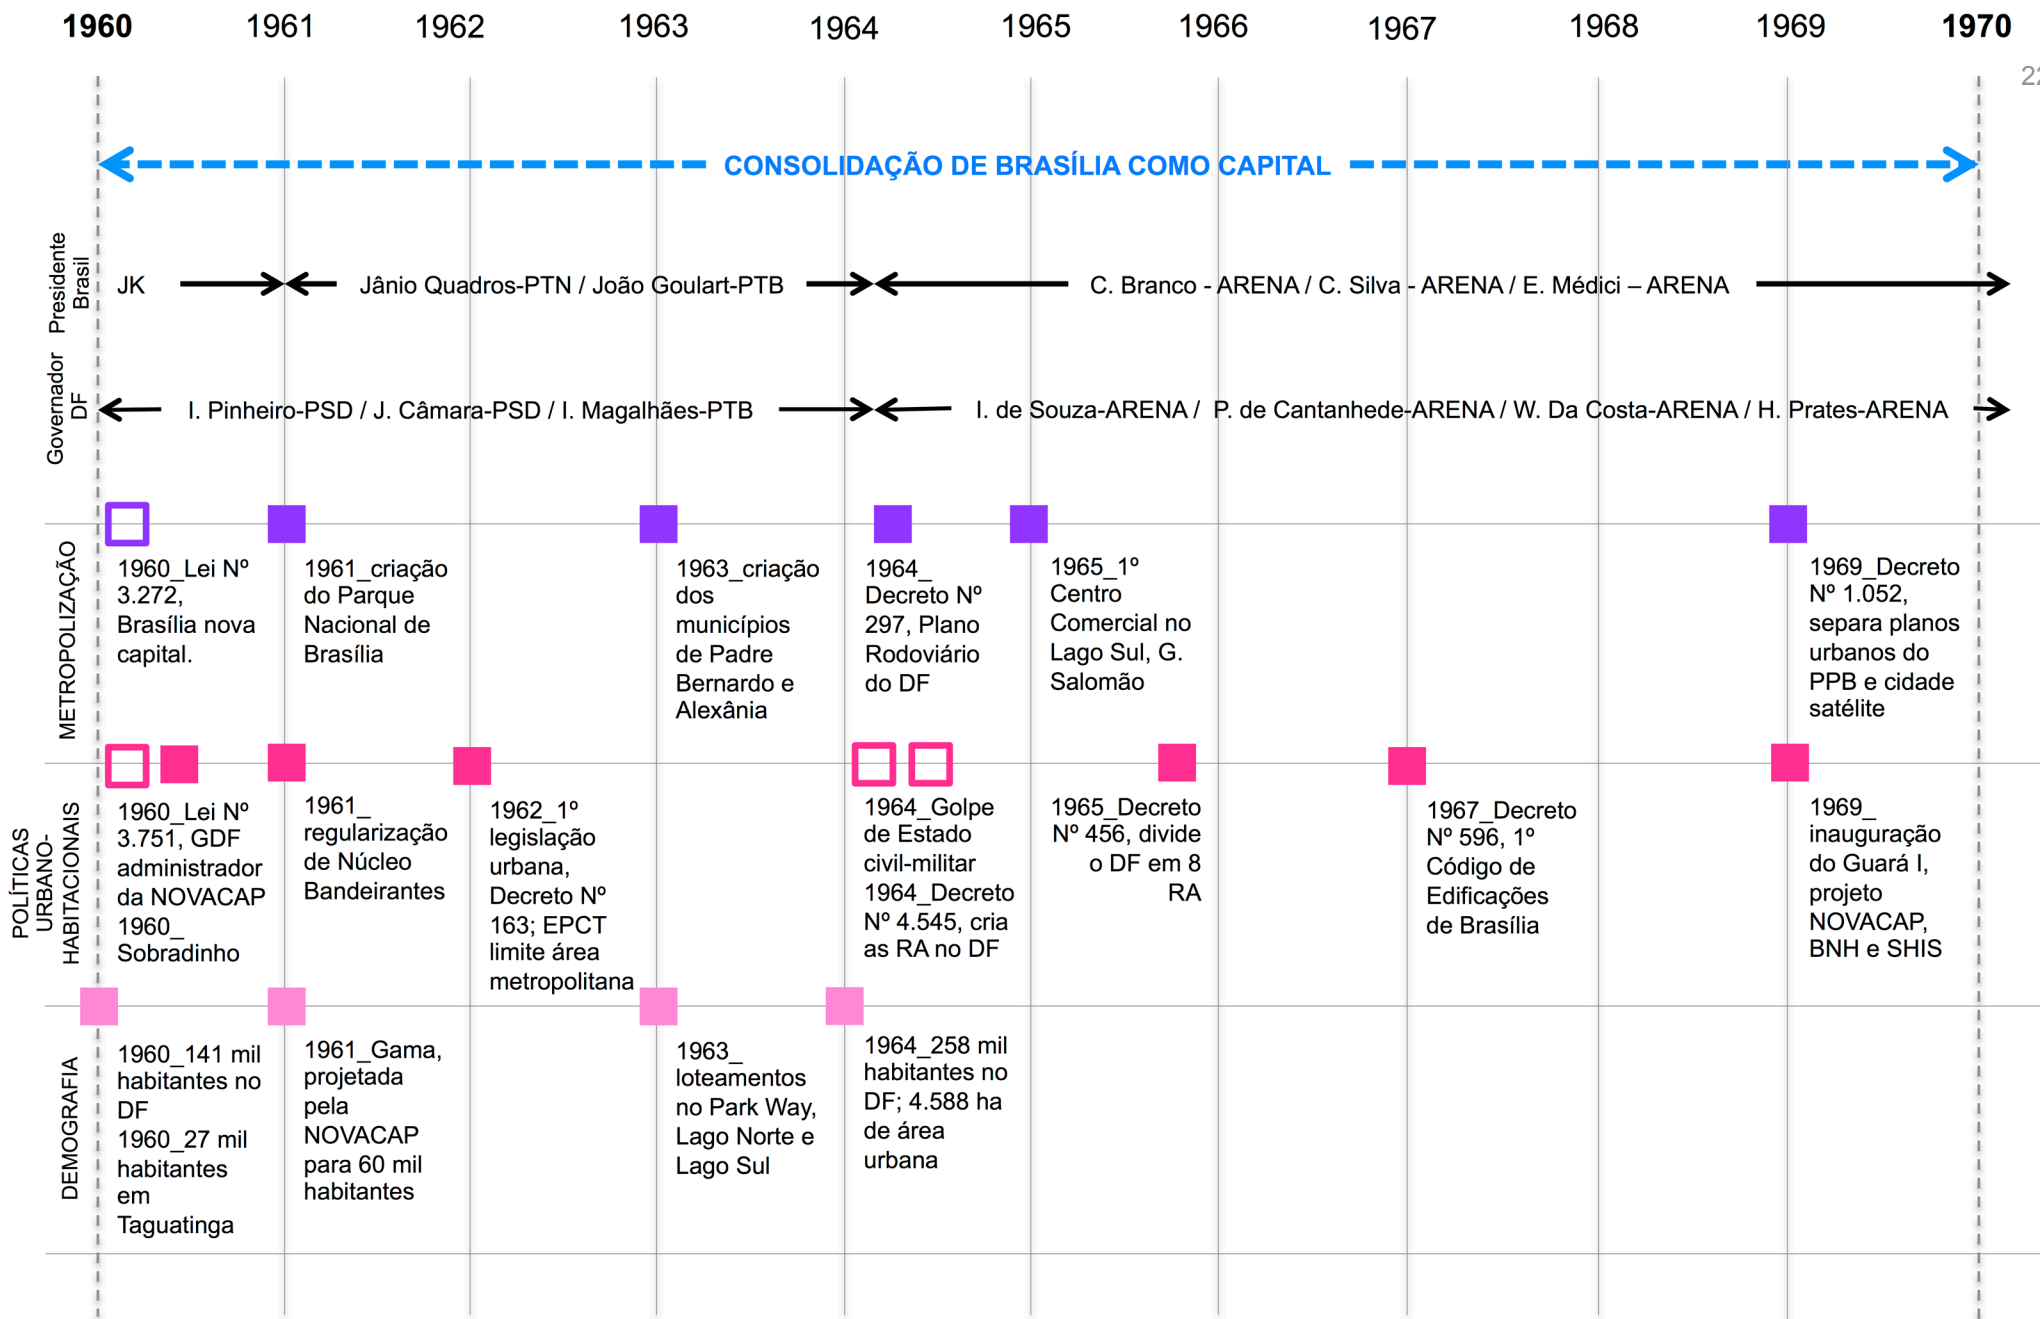 1960 1961 1962 1963 1964 1965 1966 1967 1968 1969 1970
22
CONSOLIDAÇÃO DE BRASÍLIA COMO CAPITAL
Presidente
Brasil
JK
Jânio Quadros-PTN / João Goulart-PTB
C. Branco - ARENA / C. Silva - ARENA / E. Médici – ARENA
Governador
DF
I. Pinheiro-PSD / J. Câmara-PSD / I. Magalhães-PTB
I. de Souza-ARENA / P. de Cantanhede-ARENA / W. Da Costa-ARENA / H. Prates-ARENA
METROPOLIZAÇÃO
1960_Lei Nº
3.272,
Brasília nova
capital.
1961_criação
do Parque
Nacional de
Brasília
1963_criação
dos
municípios
de Padre
Bernardo e
Alexânia
1964_
Decreto Nº
297, Plano
Rodoviário
do DF
1965_1º
Centro
Comercial no
Lago Sul, G.
Salomão
1969_Decreto
Nº 1.052,
separa planos
urbanos do
PPB e cidade
satélite
POLÍTICAS
URBANO-
HABITACIONAIS
1960_Lei Nº
3.751, GDF
administrador
da NOVACAP
1960_
Sobradinho
1961_
regularização
de Núcleo
Bandeirantes
1962_1º
legislação
urbana,
Decreto Nº
163; EPCT
limite área
metropolitana
1964_Golpe
de Estado
civil-militar
1964_Decreto
Nº 4.545, cria
as RA no DF
1965_Decreto
Nº 456, divide
o DF em 8
RA
1967_Decreto
Nº 596, 1º
Código de
Edificações
de Brasília
1969_
inauguração
do Guará I,
projeto
NOVACAP,
BNH e SHIS
DEMOGRAFIA
1960_141 mil
habitantes no
DF
1960_27 mil
habitantes
em
Taguatinga
1961_Gama,
projetada
pela
NOVACAP
para 60 mil
habitantes
1963_
loteamentos
no Park Way,
Lago Norte e
Lago Sul
1964_258 mil
habitantes no
DF; 4.588 ha
de área
urbana